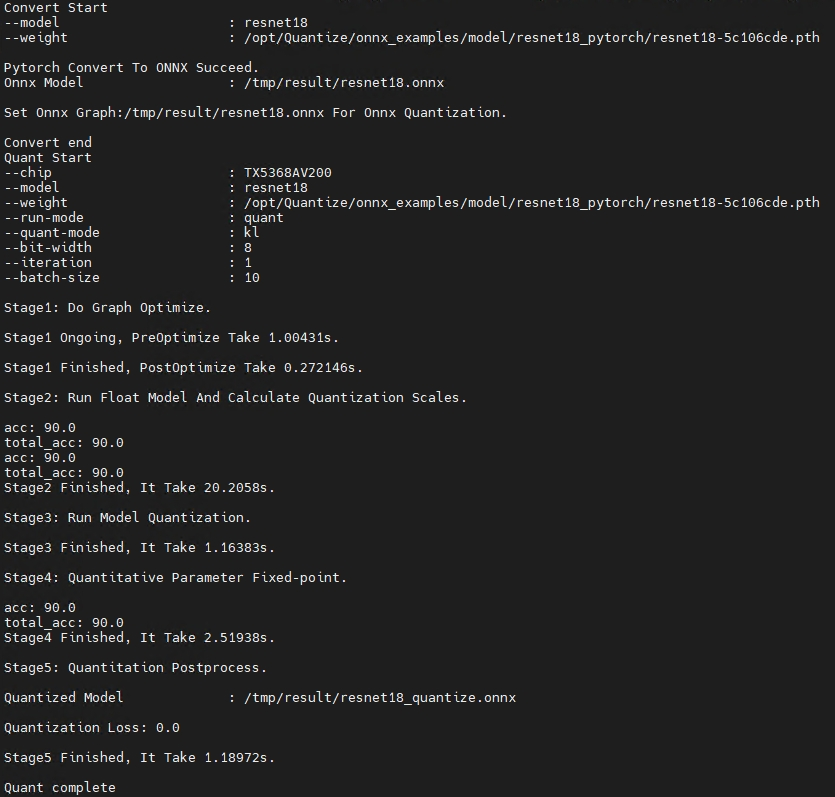 Convert Start
--model : resnet18
--weight : /opt/Quantize/onnx_examples/model/resnet18_pytorch/resnet18-5c106cde.pth
Pytorch Convert To ONNX Succeed.
Onnx Model : /tmp/result/resnet18.onnx
Set Onnx Graph:/tmp/result/resnet18.onnx For Onnx Quantization.
Convert end
Quant Start
--chip : TX5368AV200
--model : resnet18
--weight : /opt/Quantize/onnx_examples/model/resnet18_pytorch/resnet18-5c106cde.pth
--run-mode : quant
--quant-mode : kl
--bit-width : 8
--iteration : 1
--batch-size : 10
Stage1: Do Graph Optimize.
Stage1 Ongoing, PreOptimize Take 1.00431s.
Stage1 Finished, PostOptimize Take 0.272146s.
Stage2: Run Float Model And Calculate Quantization Scales.
acc: 90.0
total_acc: 90.0
acc: 90.0
total_acc: 90.0
Stage2 Finished, It Take 20.2058s.
Stage3: Run Model Quantization.
Stage3 Finished, It Take 1.16383s.
Stage4: Quantitative Parameter Fixed-point.
acc: 90.0
total_acc: 90.0
Stage4 Finished, It Take 2.51938s.
Stage5: Quantitation Postprocess.
Quantized Model : /tmp/result/resnet18_quantize.onnx
Quantization Loss: 0.0
Stage5 Finished, It Take 1.18972s.
Quant complete